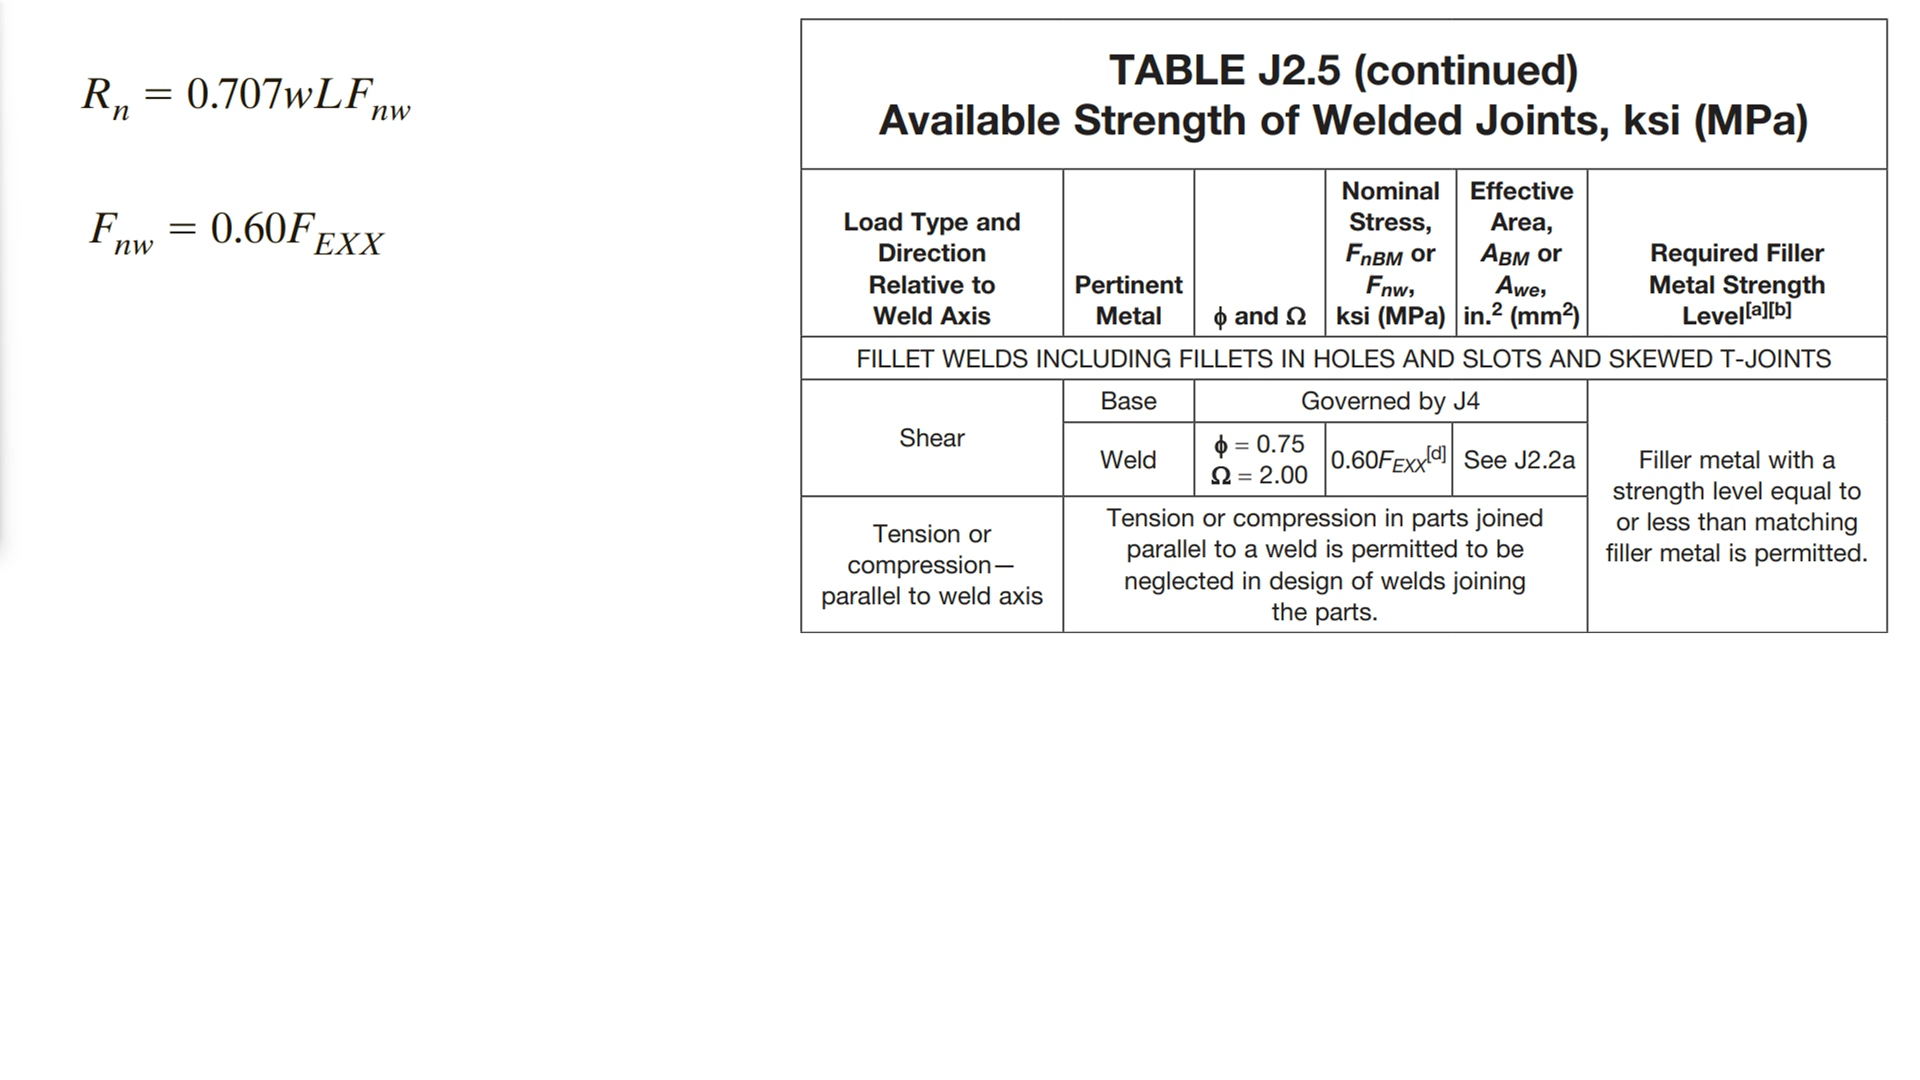 Rₙ = 0.707wLFₙw
Fₙw = 0.60F_EXX
TABLE J2.5 (continued)
Available Strength of Welded Joints, ksi (MPa)
Load Type and
Direction
Relative to
Weld Axis
Pertinent
Metal
ϕ and Ω
Nominal
Stress,
FnBM or
Fnw,
ksi (MPa)
Effective
Area,
ABM or
Awe,
in.² (mm²)
Required Filler
Metal Strength
Level[a][b]
FILLET WELDS INCLUDING FILLETS IN HOLES AND SLOTS AND SKEWED T-JOINTS
Shear
Base
Governed by J4
Weld
ϕ = 0.75
Ω = 2.00
0.60FEXX[d]
See J2.2a
Filler metal with a
strength level equal to
or less than matching
filler metal is permitted.
Tension or
compression—
parallel to weld axis
Tension or compression in parts joined
parallel to a weld is permitted to be
neglected in design of welds joining
the parts.